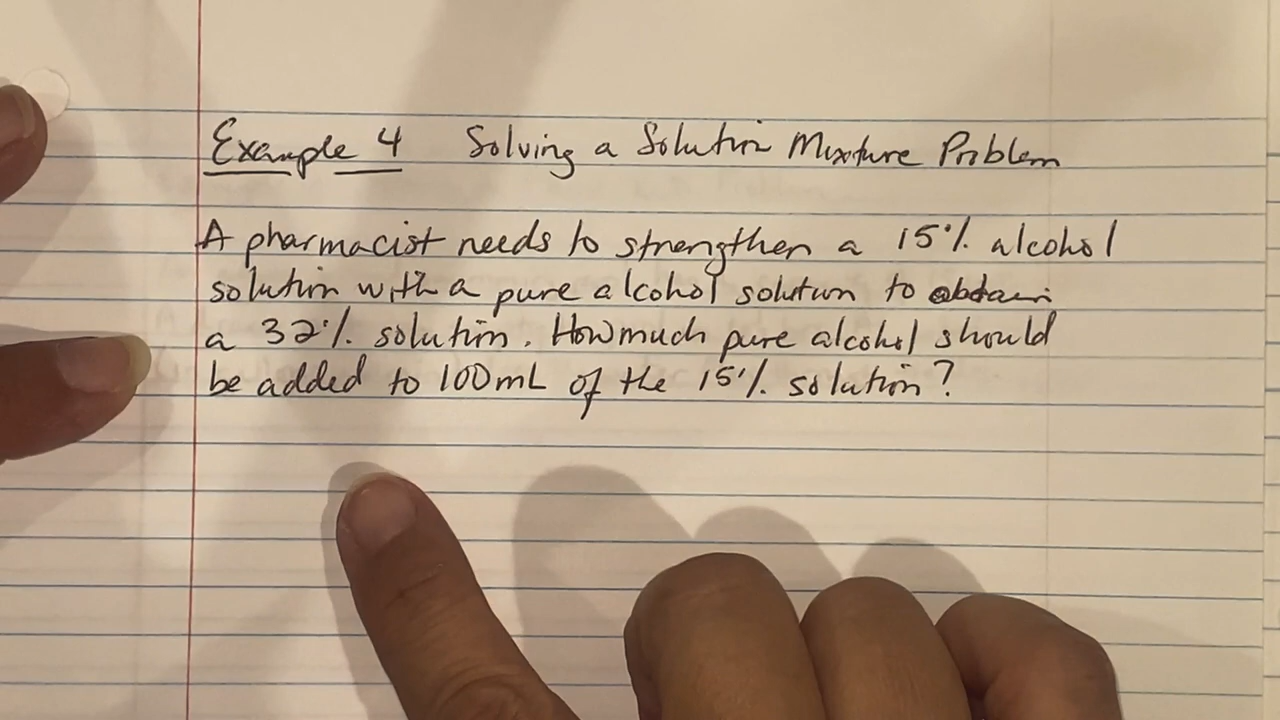 Example 4 Solving a Solution Mixture Problem
A pharmacist needs to strengthen a 15% alcohol
solution with a pure alcohol solution to obtain
a 32% solution. How much pure alcohol should
be added to 100mL of the 15% solution?